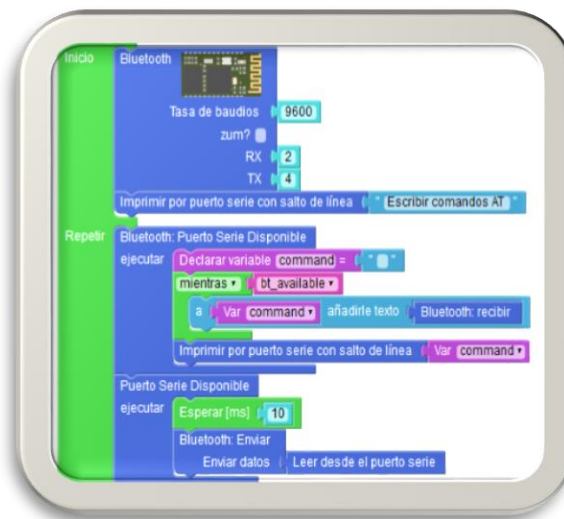 Inicio Bluetooth
Tasa de baudios 9600
zum?
RX 2
TX 4
Imprimir por puerto serie con salto de línea " Escribir comandos AT "
Repetir Bluetooth: Puerto Serie Disponible
ejecutar Declarar variable command = " "
mientras bt_available
a Var command añadirle texto Bluetooth: recibir
Imprimir por puerto serie con salto de línea Var command
Puerto Serie Disponible
ejecutar Esperar [ms] 10
Bluetooth: Enviar
Enviar datos Leer desde el puerto serie